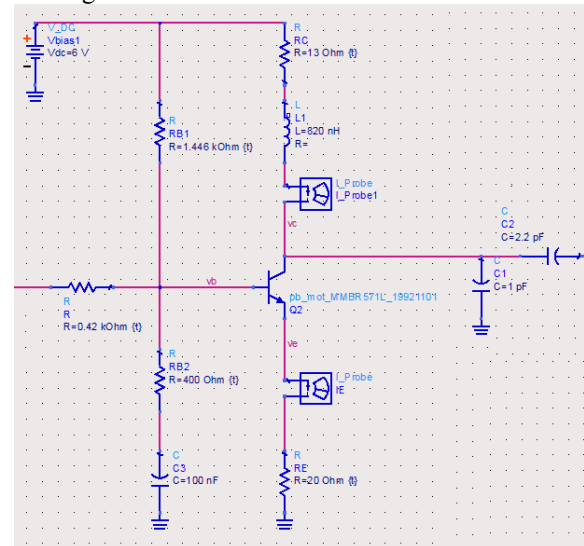 V_DC
Vbias1
Vdc=6 V
+
-
R
RC
R=13 Ohm {t}
L
L1
L=820 nH
R=
R
RB1
R=1.446 kOhm {t}
I_Probe
I_Probe1
vc
C
C2
C=2.2 pF
C
C1
C=1 pF
vb
pb_mot_MMBR571L_19921101
Q2
R
R
R=0.42 kOhm {t}
ve
R
RB2
R=400 Ohm {t}
I_Probe
IE
C
C3
C=100 nF
R
RE
R=20 Ohm {t}